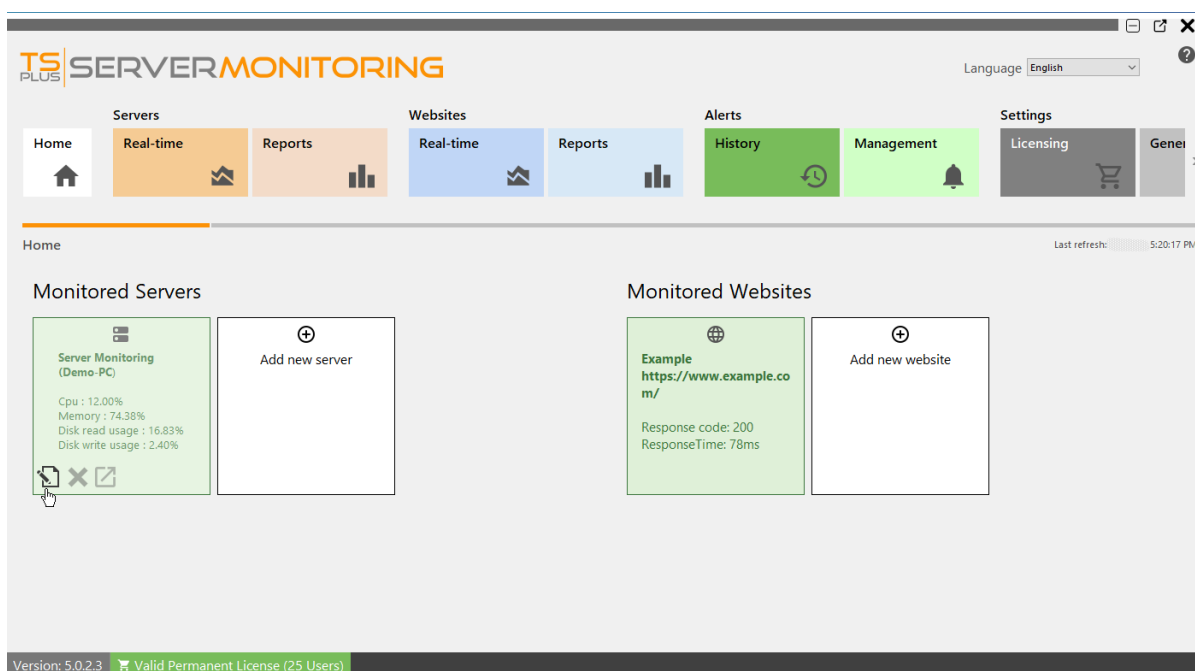 TS PLUS SERVERMONITORING
Language English
Servers
Websites
Alerts
Settings
Home
Real-time
Reports
Real-time
Reports
History
Management
Licensing
Home
Last refresh: 5:20:17 PM
Monitored Servers
Monitored Websites
Server Monitoring
(Demo-PC)
Cpu : 12.00%
Memory : 74.38%
Disk read usage : 16.83%
Disk write usage : 2.40%
Add new server
Example
https://www.example.co
m/
Response code: 200
ResponseTime: 78ms
Add new website
Version: 5.0.2.3
Valid Permanent License (25 Users)